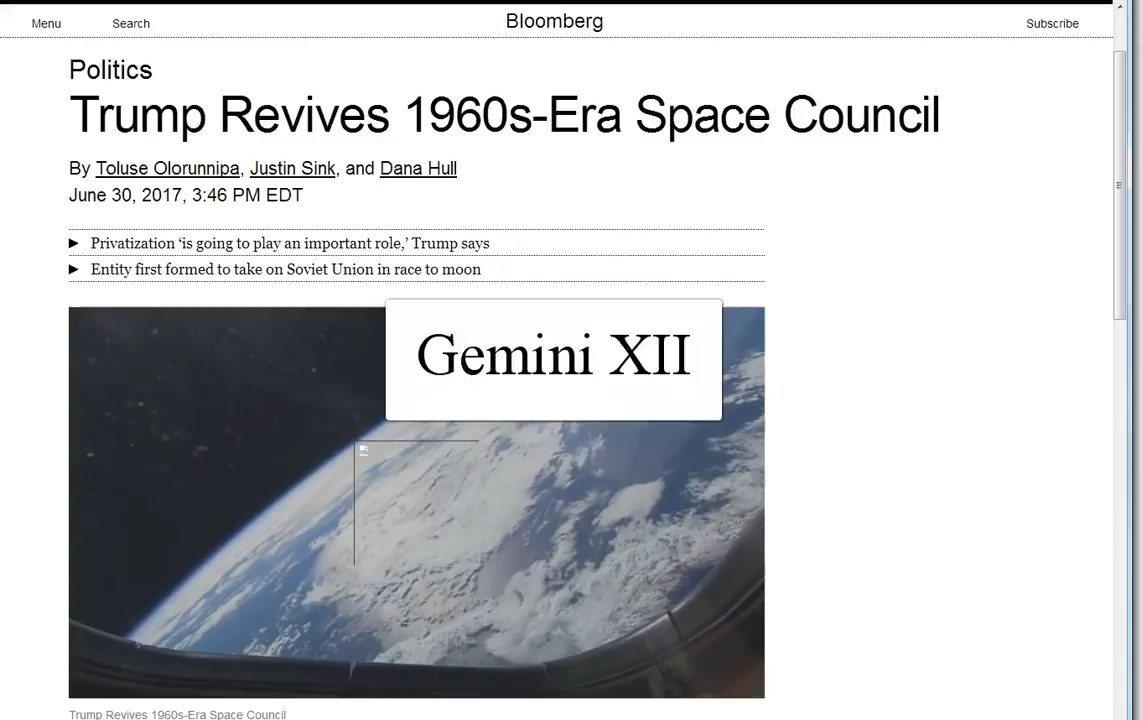 Menu Search Bloomberg Subscribe
Politics
Trump Revives 1960s-Era Space Council
By Toluse Olorunnipa, Justin Sink, and Dana Hull
June 30, 2017, 3:46 PM EDT
► Privatization ‘is going to play an important role,’ Trump says
► Entity first formed to take on Soviet Union in race to moon
Gemini XII
Trump Revives 1960s-Era Space Council